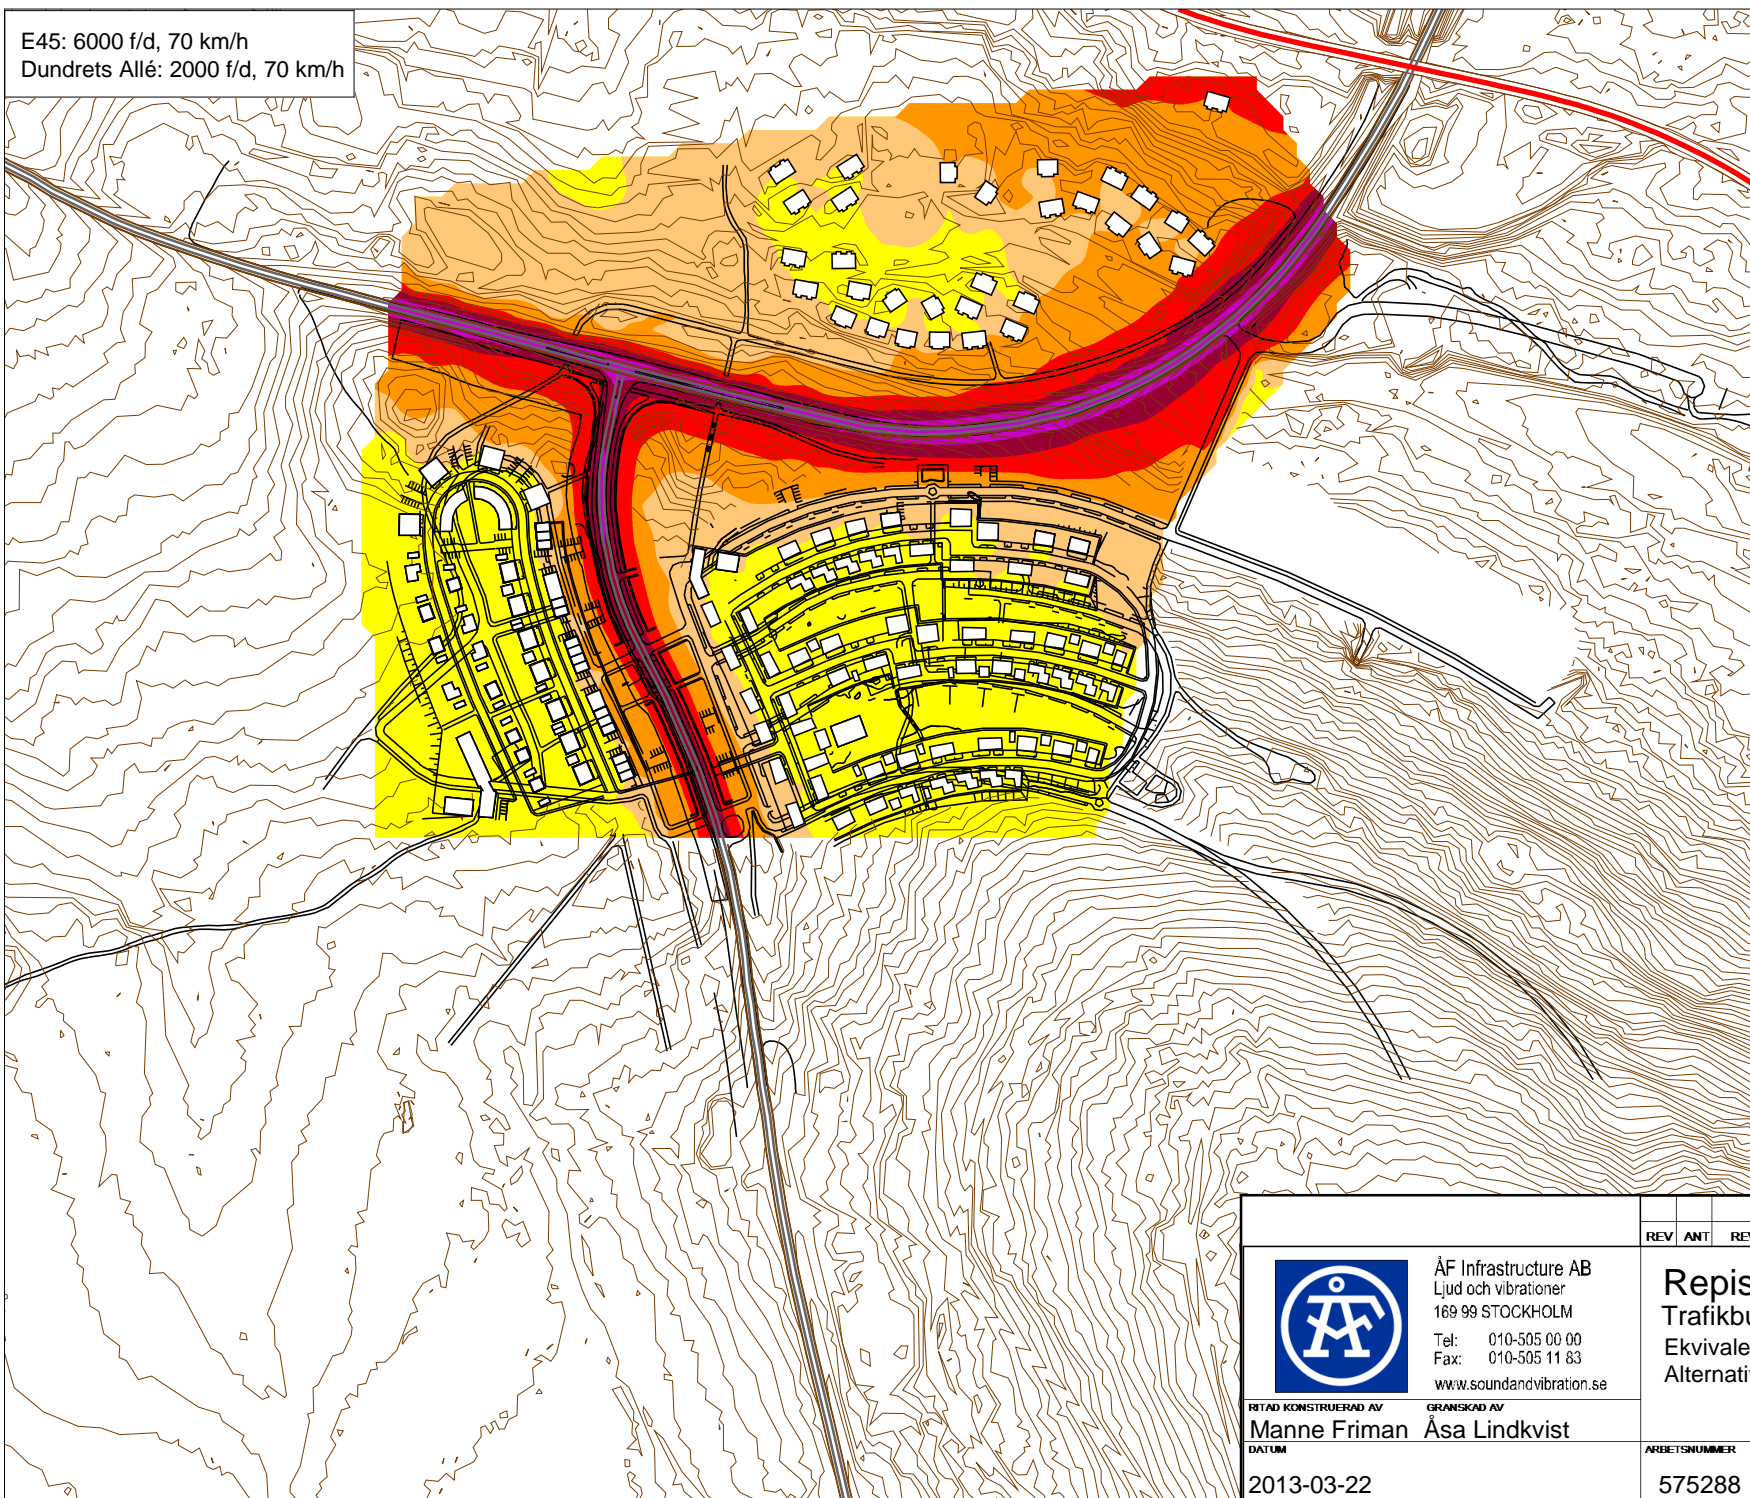 E45: 6000 f/d, 70 km/h
Dundrets Allé: 2000 f/d, 70 km/h
REV ANT
ÅF Infrastructure AB
Ljud och vibrationer
169 99 STOCKHOLM
Tel: 010-505 00 00
Fax: 010-505 11 83
www.soundandvibration.se
RITAD KONSTRUERAD AV GRANSKAD AV
Manne Friman Åsa Lindkvist
DATUM
2013-03-22
ARBETSNUMMER
575288